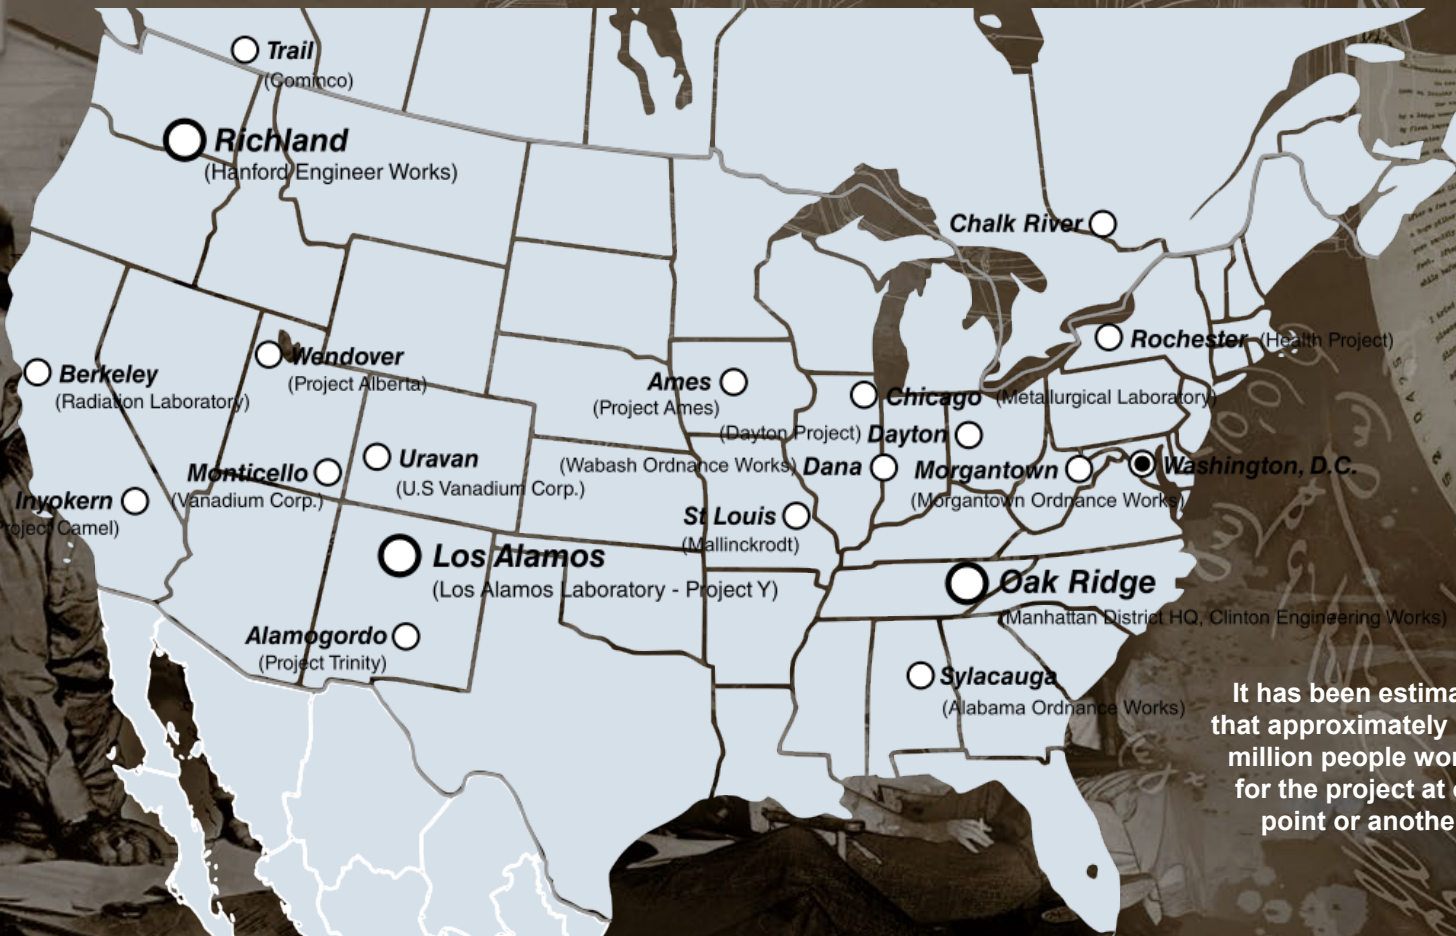 Trail
(Cominco)
Richland
(Hanford Engineer Works)
Chalk River
Rochester (Health Project)
Wendover
(Project Alberta)
Berkeley
(Radiation Laboratory)
Ames
(Project Ames)
Chicago (Metallurgical Laboratory)
(Dayton Project) Dayton
Uravan
(U.S Vanadium Corp.)
Monticello
(Vanadium Corp.)
(Wabash Ordnance Works) Dana
Morgantown
(Morgantown Ordnance Works)
Washington, D.C.
Inyokern
roject Camel)
St Louis
(Mallinckrodt)
Los Alamos
(Los Alamos Laboratory - Project Y)
Oak Ridge
(Manhattan District HQ, Clinton Engineering Works)
Alamogordo
(Project Trinity)
Sylacauga
(Alabama Ordnance Works)
It has been estima
that approximately
million people wor
for the project at
point or anothe